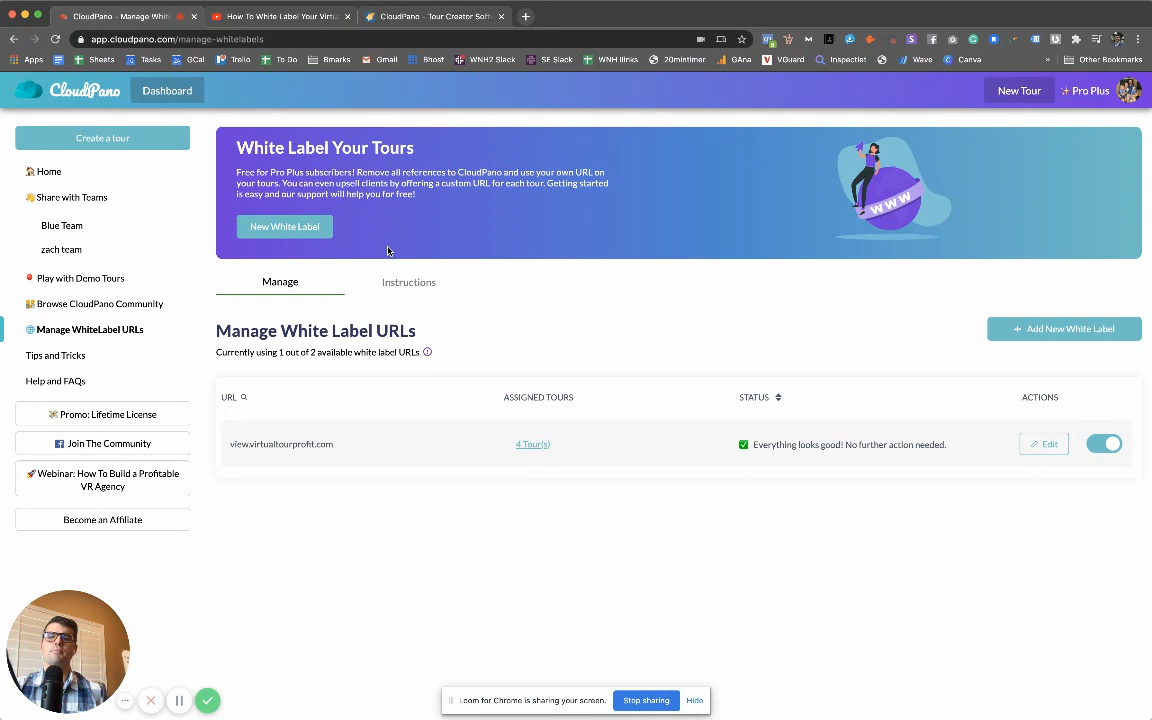 CloudPano - Manage White
How To White Label Your Virtu
CloudPano - Tour Creator Soft
app.cloudpano.com/manage-whitelabels
Apps
Sheets
Tasks
GCal
Trello
To Do
Bmarks
Gmail
Bhost
WNH2 Slack
SE Slack
WNH llinks
20mintimer
GAna
VGuard
Inspectlet
Wave
Canva
»
Other Bookmarks
CloudPano
Dashboard
New Tour
Pro Plus
Create a tour
Home
Share with Teams
Blue Team
zach team
Play with Demo Tours
Browse CloudPano Community
Manage WhiteLabel URLs
Tips and Tricks
Help and FAQs
Promo: Lifetime License
Join The Community
Webinar: How To Build a Profitable
VR Agency
Become an Affiliate
White Label Your Tours
Free for Pro Plus subscribers! Remove all references to CloudPano and use your own URL on
your tours. You can even upsell clients by offering a custom URL for each tour. Getting started
is easy and our support will help you for free!
New White Label
WWW
Manage
Instructions
Manage White Label URLs
Currently using 1 out of 2 available white label URLs
+ Add New White Label
URL
ASSIGNED TOURS
STATUS
ACTIONS
view.virtualtourprofit.com
4 Tour(s)
Everything looks good! No further action needed.
Edit
Loom for Chrome is sharing your screen.
Stop sharing
Hide